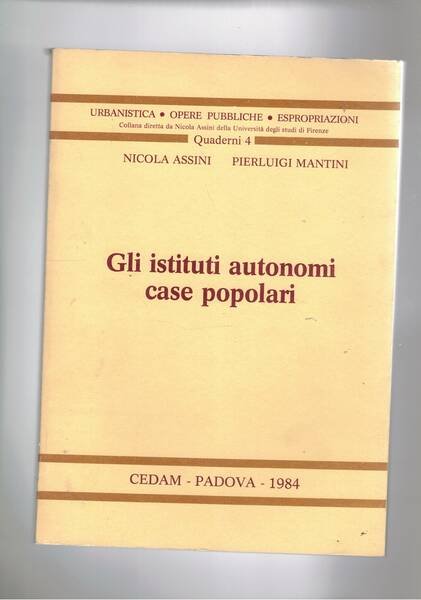 URBANISTICA • OPERE PUBBLICHE • ESPROPRIAZIONI
Collana diretta da Nicola Assini della Università degli studi di Firenze
Quaderni 4
NICOLA ASSINI PIERLUIGI MANTINI
Gli istituti autonomi
case popolari
CEDAM - PADOVA - 1984